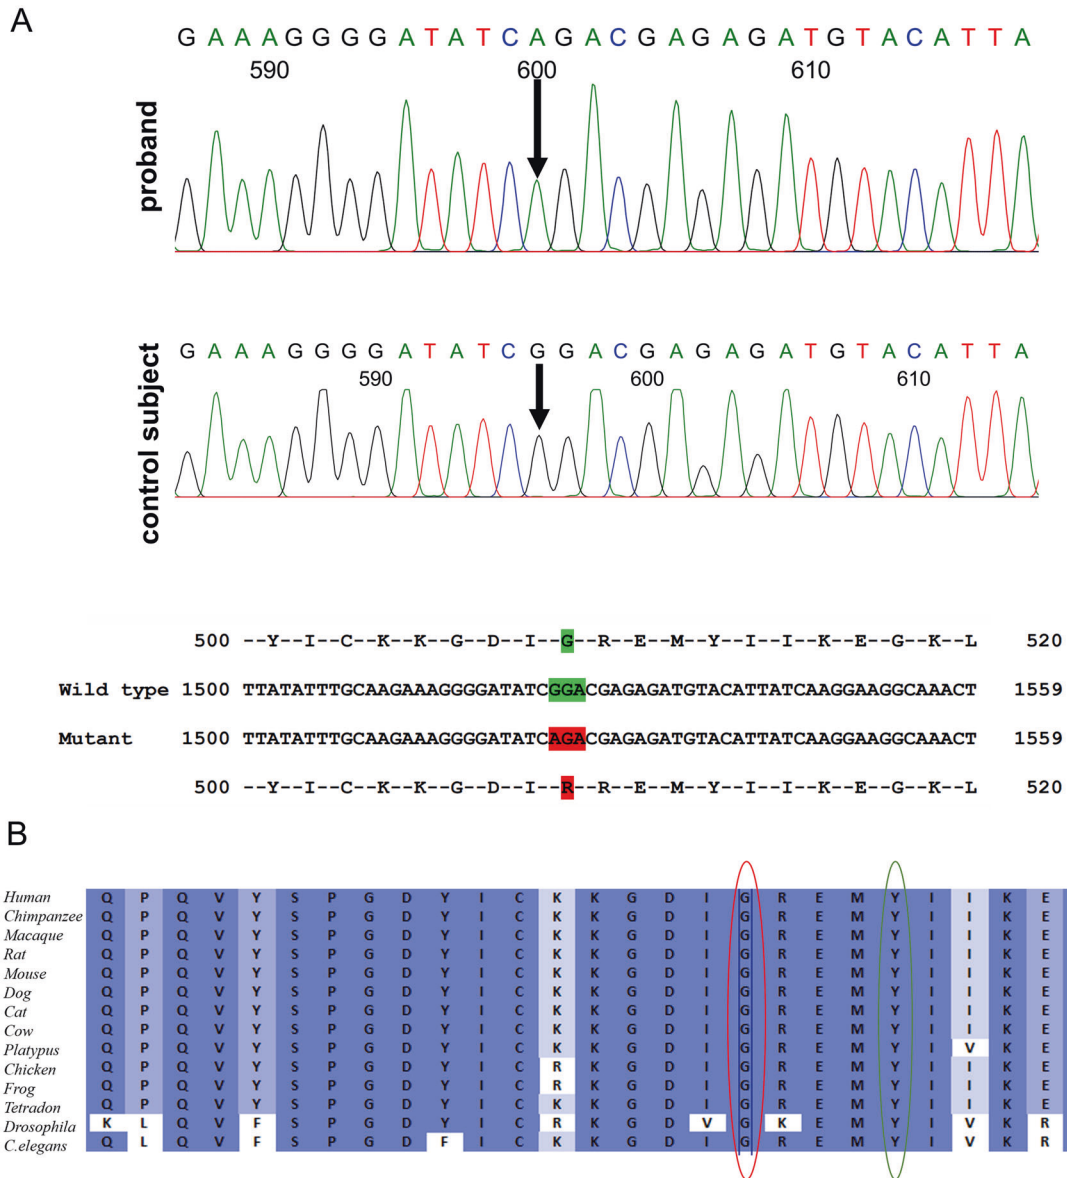 A
G A A A G G G G A T A T C A G A C G A G A G A T G T A C A T T A
590 600 610
proband
G A A A G G G G A T A T C G G A C G A G A G A T G T A C A T T A
590 600 610
control subject
500 --Y--I--C--K--K--G--D--I--G--R--E--M--Y--I--I--K--E--G--K--L 520
Wild type 1500 TTATATTTGCAAGAAAGGGGATATCGGACGAGAGATGTACATTATCAAGGAAGGCAAACT 1559
Mutant 1500 TTATATTTGCAAGAAAGGGGATATCAGACGAGAGATGTACATTATCAAGGAAGGCAAACT 1559
500 --Y--I--C--K--K--G--D--I--R--R--E--M--Y--I--I--K--E--G--K--L 520
B
Human Q P Q V Y S P G D Y I C K K G D I G R E M Y I I K E
Chimpanzee Q P Q V Y S P G D Y I C K K G D I G R E M Y I I K E
Macaque Q P Q V Y S P G D Y I C K K G D I G R E M Y I I K E
Rat Q P Q V Y S P G D Y I C K K G D I G R E M Y I I K E
Mouse Q P Q V Y S P G D Y I C K K G D I G R E M Y I I K E
Dog Q P Q V Y S P G D Y I C K K G D I G R E M Y I I K E
Cat Q P Q V Y S P G D Y I C K K G D I G R E M Y I I K E
Cow Q P Q V Y S P G D Y I C K K G D I G R E M Y I I K E
Platypus Q P Q V Y S P G D Y I C K K G D I G R E M Y I V K E
Chicken Q P Q V Y S P G D Y I C R K G D I G R E M Y I I K E
Frog Q P Q V Y S P G D Y I C R K G D I G R E M Y I I K E
Tetradon Q P Q V Y S P G D Y I C K K G D I G R E M Y I I K E
Drosophila K L Q V F S P G D Y I C R K G D V G K E M Y I V K R
C.elegans Q L Q V F S P G D F I C K K G D I G R E M Y I V K R